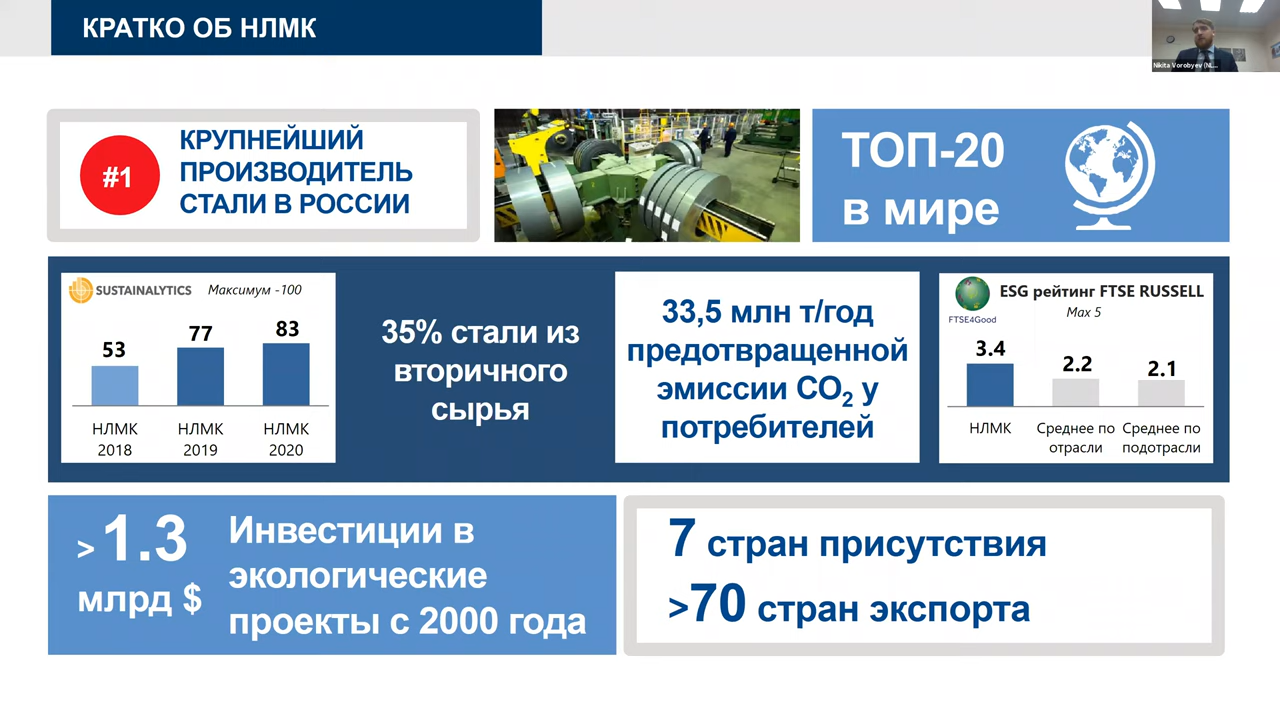 КРАТКО ОБ НЛМК
Nikita Vorobyev (NL...
#1
КРУПНЕЙШИЙ
ПРОИЗВОДИТЕЛЬ
СТАЛИ В РОССИИ
ТОП-20
в мире
SUSTAINALYTICS
Максимум -100
53
77
83
НЛМК
2018
НЛМК
2019
НЛМК
2020
35% стали из
вторичного
сырья
33,5 млн т/год
предотвращенной
эмиссии CO₂ у
потребителей
FTSE4Good
ESG рейтинг FTSE RUSSELL
Max 5
3.4
2.2
2.1
НЛМК
Среднее по
отрасли
Среднее по
подотрасли
> 1.3
млрд $
Инвестиции в
экологические
проекты с 2000 года
7 стран присутствия
>70 стран экспорта